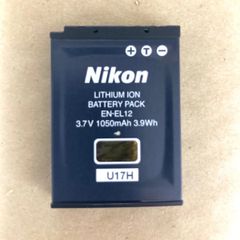 + T -
Nikon
LITHIUM ION
BATTERY PACK
EN-EL12
3.7V 1050mAh 3.9Wh
U17H